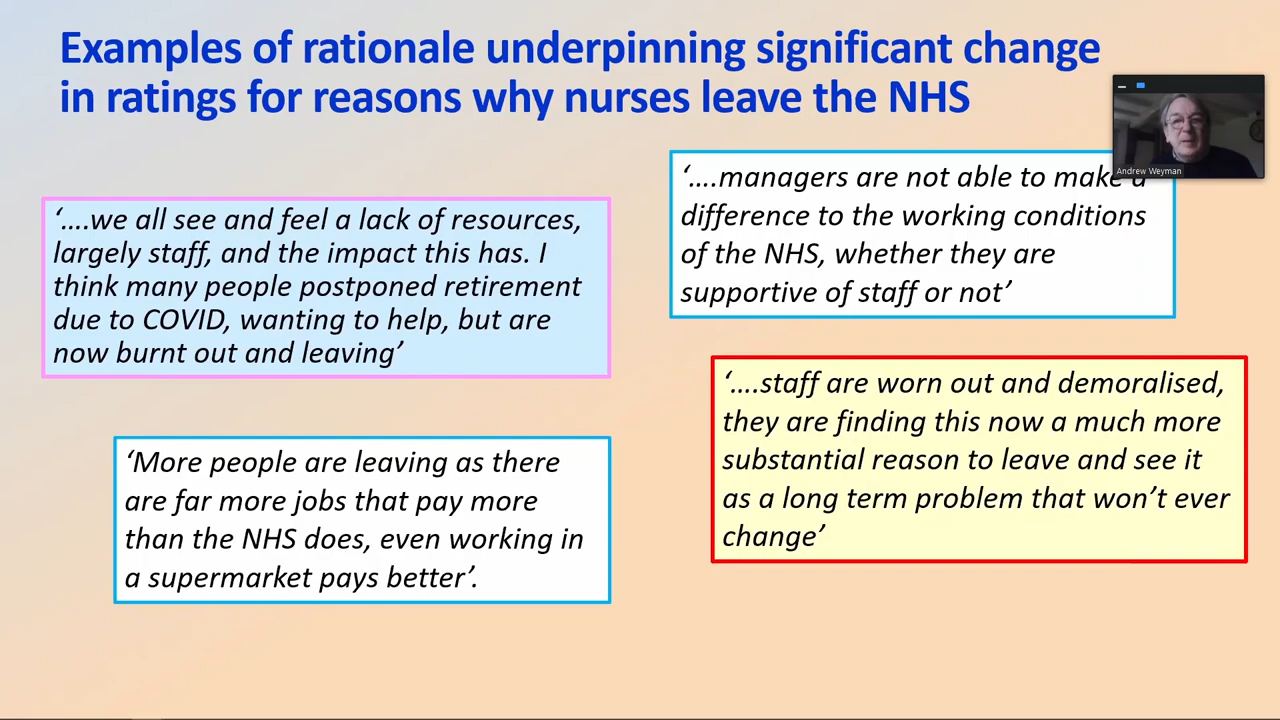 Examples of rationale underpinning significant change
in ratings for reasons why nurses leave the NHS
Andrew Weyman
‘….we all see and feel a lack of resources,
largely staff, and the impact this has. I
think many people postponed retirement
due to COVID, wanting to help, but are
now burnt out and leaving’
‘….managers are not able to make a
difference to the working conditions
of the NHS, whether they are
supportive of staff or not’
‘More people are leaving as there
are far more jobs that pay more
than the NHS does, even working in
a supermarket pays better’.
‘….staff are worn out and demoralised,
they are finding this now a much more
substantial reason to leave and see it
as a long term problem that won’t ever
change’